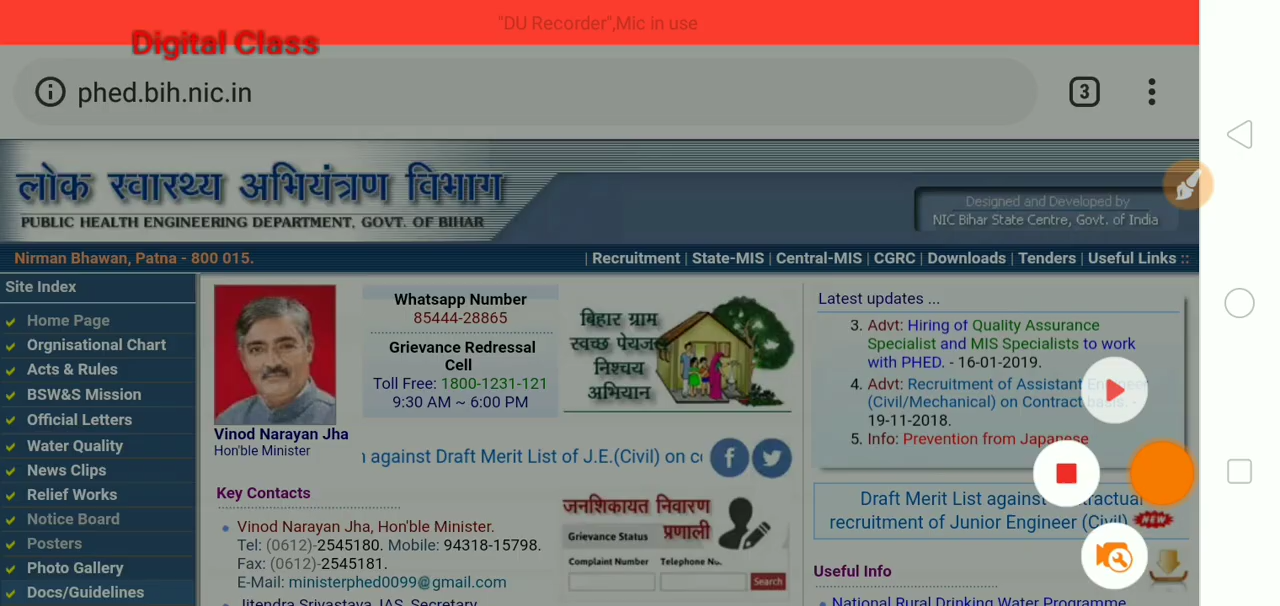 "DU Recorder",Mic in use
Digital Class
phed.bih.nic.in
3
लोक स्वास्थ्य अभियंत्रण विभाग
PUBLIC HEALTH ENGINEERING DEPARTMENT, GOVT. OF BIHAR
Designed and Developed by
NIC Bihar State Centre, Govt. of India
Nirman Bhawan, Patna - 800 015.
| Recruitment | State-MIS | Central-MIS | CGRC | Downloads | Tenders | Useful Links ::
Site Index
Home Page
Orgnisational Chart
Acts & Rules
BSW&S Mission
Official Letters
Water Quality
News Clips
Relief Works
Notice Board
Posters
Photo Gallery
Docs/Guidelines
Vinod Narayan Jha
Hon'ble Minister
Whatsapp Number
85444-28865
Grievance Redressal
Cell
Toll Free: 1800-1231-121
9:30 AM ~ 6:00 PM
बिहार ग्राम
स्वच्छ पेयजल
निश्चय
अभियान
against Draft Merit List of J.E.(Civil) on
Key Contacts
Vinod Narayan Jha, Hon'ble Minister.
Tel: (0612)-2545180. Mobile: 94318-15798.
Fax: (0612)-2545181.
E-Mail: ministerphed0099@gmail.com
Jitendra Srivastava, IAS, Secretary
जनशिकायत निवारण
प्रणाली
Grievance Status
Complaint Number Telephone No.
Search
Latest updates ...
3. Advt: Hiring of Quality Assurance
Specialist and MIS Specialists to work
with PHED. - 16-01-2019.
4. Advt: Recruitment of Assistant Engineer
(Civil/Mechanical) on Contract basis. -
19-11-2018.
5. Info: Prevention from Japanese
Draft Merit List against Contractual
recruitment of Junior Engineer (Civil) NEW
Useful Info
National Rural Drinking Water Programme